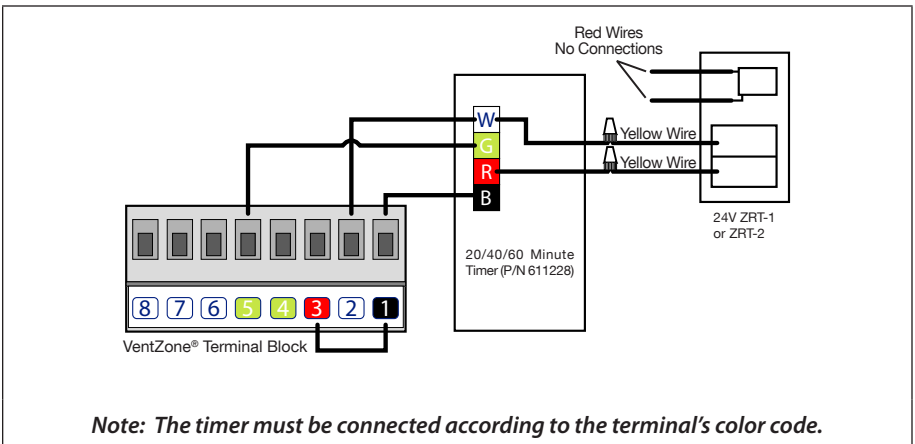 Red Wires
No Connections
W
G
R
B
Yellow Wire
Yellow Wire
24V ZRT-1
or ZRT-2
20/40/60 Minute
Timer (P/N 611228)
8 7 6 5 4 3 2 1
VentZone® Terminal Block
Note: The timer must be connected according to the terminal's color code.